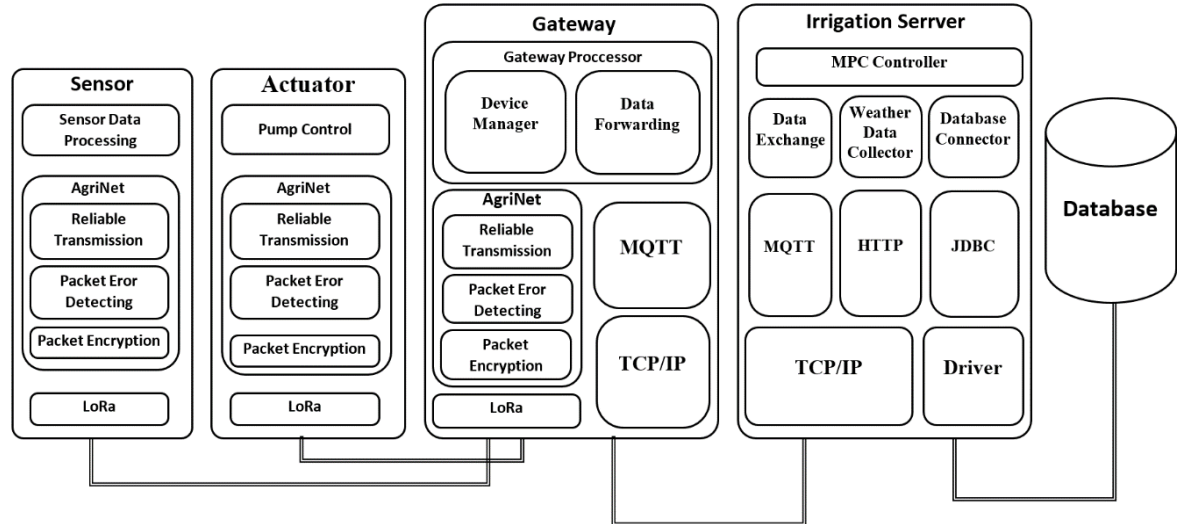 Sensor
Sensor Data
Processing
AgriNet
Reliable
Transmission
Packet Eror
Detecting
Packet Encryption
LoRa
Actuator
Pump Control
AgriNet
Reliable
Transmission
Packet Eror
Detecting
Packet Encryption
LoRa
Gateway
Gateway Proccessor
Device
Manager
Data
Forwarding
AgriNet
Reliable
Transmission
Packet Eror
Detecting
Packet
Encryption
LoRa
MQTT
TCP/IP
Irrigation Serrver
MPC Controller
Data
Exchange
Weather
Data
Collector
Database
Connector
MQTT
HTTP
JDBC
TCP/IP
Driver
Database